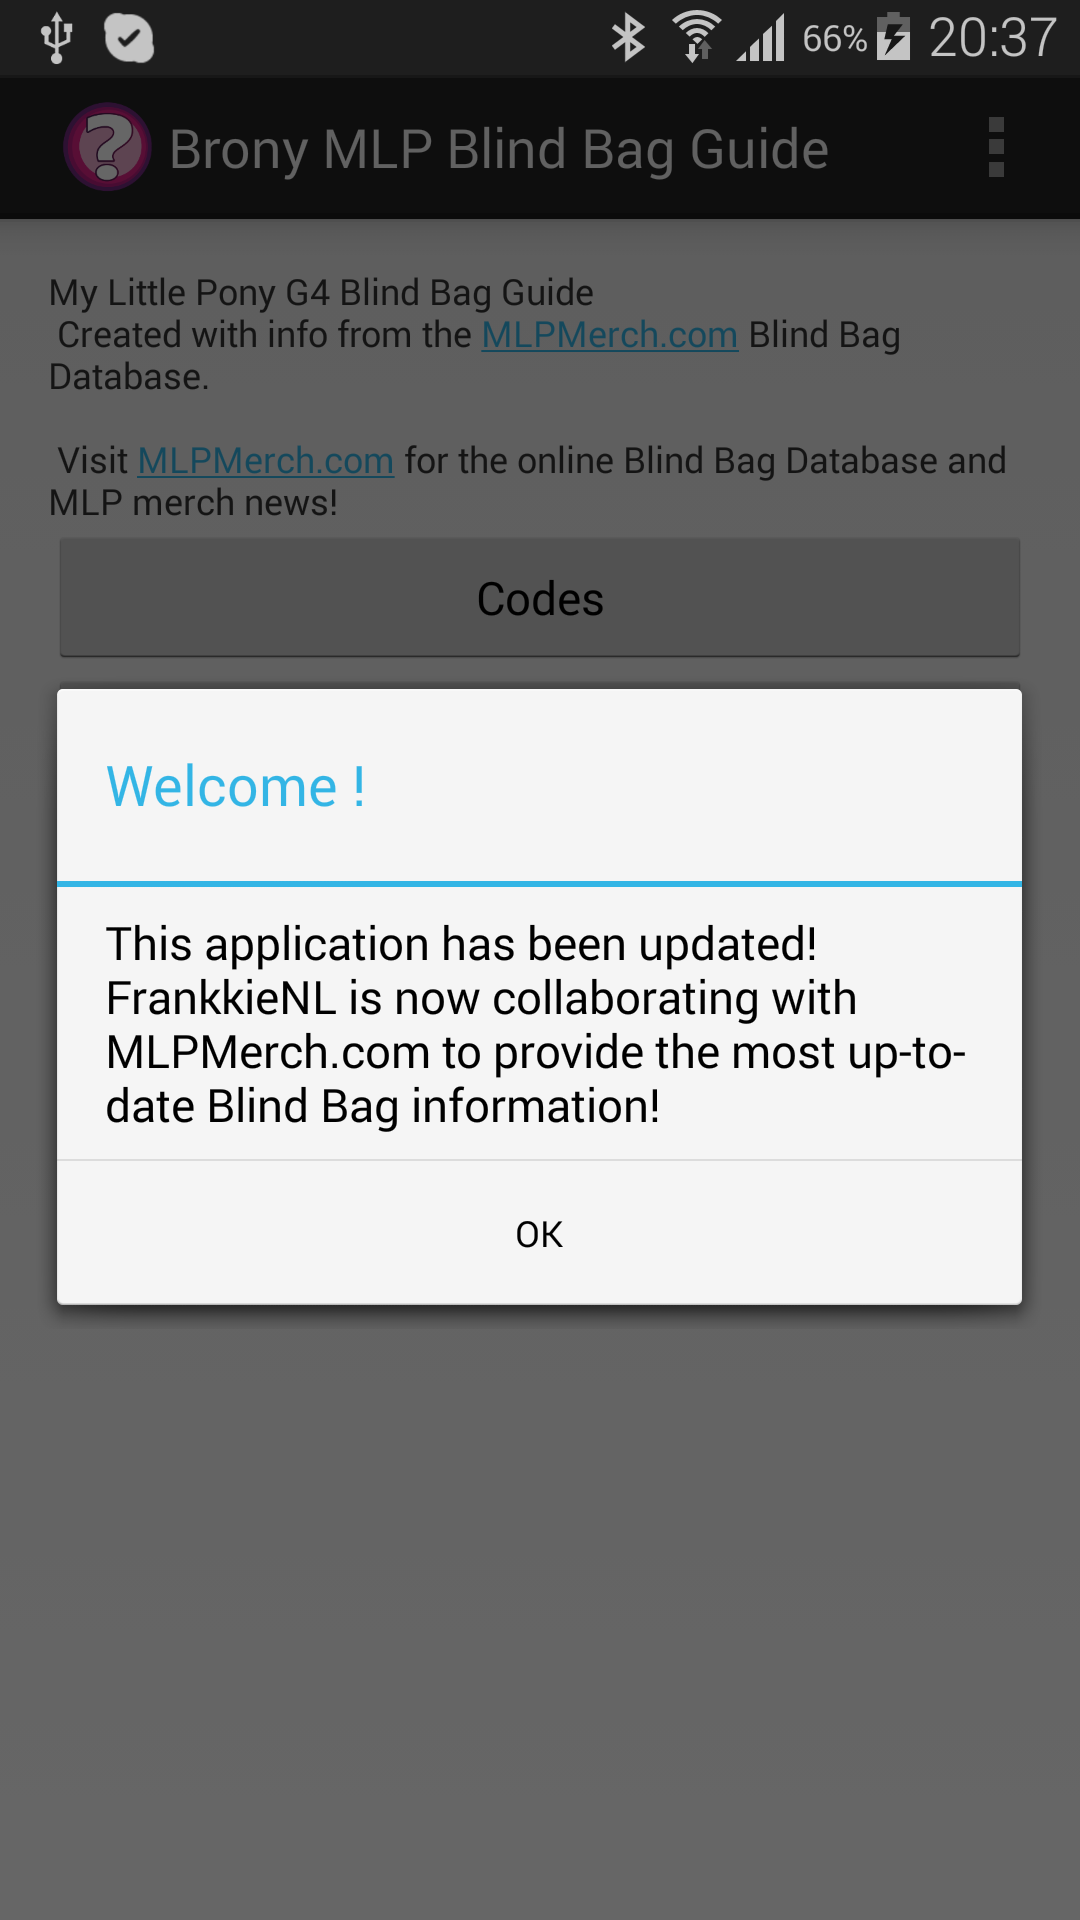 66% 20:37
Brony MLP Blind Bag Guide
My Little Pony G4 Blind Bag Guide
Created with info from the MLPMerch.com Blind Bag
Database.
Visit MLPMerch.com for the online Blind Bag Database and
MLP merch news!
Codes
Welcome !
This application has been updated!
FrankkieNL is now collaborating with
MLPMerch.com to provide the most up-to-
date Blind Bag information!
OK